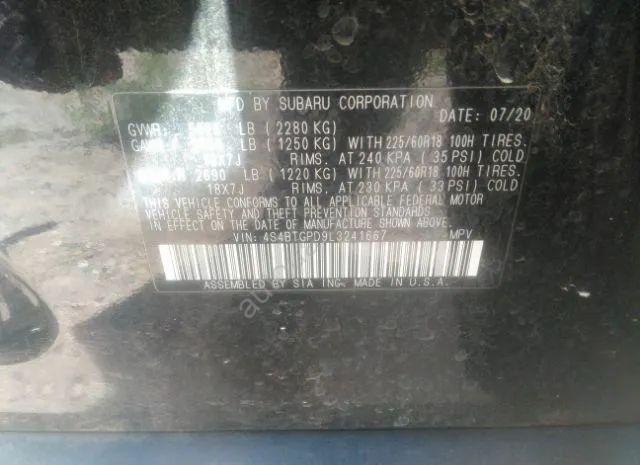 MFD BY SUBARU CORPORATION
DATE: 07/20
GVWR: LB (2280 KG)
LB (1250 KG) WITH 225/60R18 100H TIRES.
18X7J RIMS. AT 240 KPA (35 PSI) COLD
2690 LB (1220 KG) WITH 225/60R18 100H TIRES.
18X7J RIMS. AT 230 KPA (33 PSI) COLD
THIS VEHICLE CONFORMS TO ALL APPLICABLE FEDERAL MOTOR
VEHICLE SAFETY AND THEFT PREVENTION STANDARDS
IN EFFECT ON THE DATE OF MANUFACTURE SHOWN ABOVE.
VIN: 4S4BTGPD9L3241667 MPV
ASSEMBLED BY SIA INC. MADE IN U.S.A.